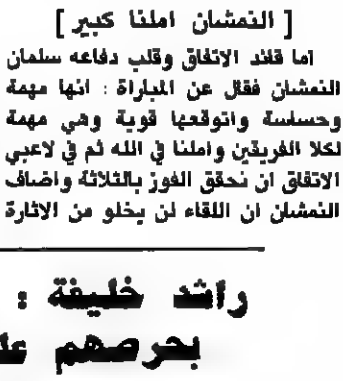 [ النمشان املنا كبير ]
اما قائد الاتفاق وقلب دفاعه سلمان
النمشان فقال عن المباراة : انها مهمة
وحساسة واتوقعها قوية وهي مهمة
لكلا الفريقين واملنا في الله ثم في لاعبي
الاتفاق ان نحقق الفوز بالثلاثة واضاف
النمشان ان اللقاء لن يخلو من الاثارة
راشد خليفة :
بحرصهم